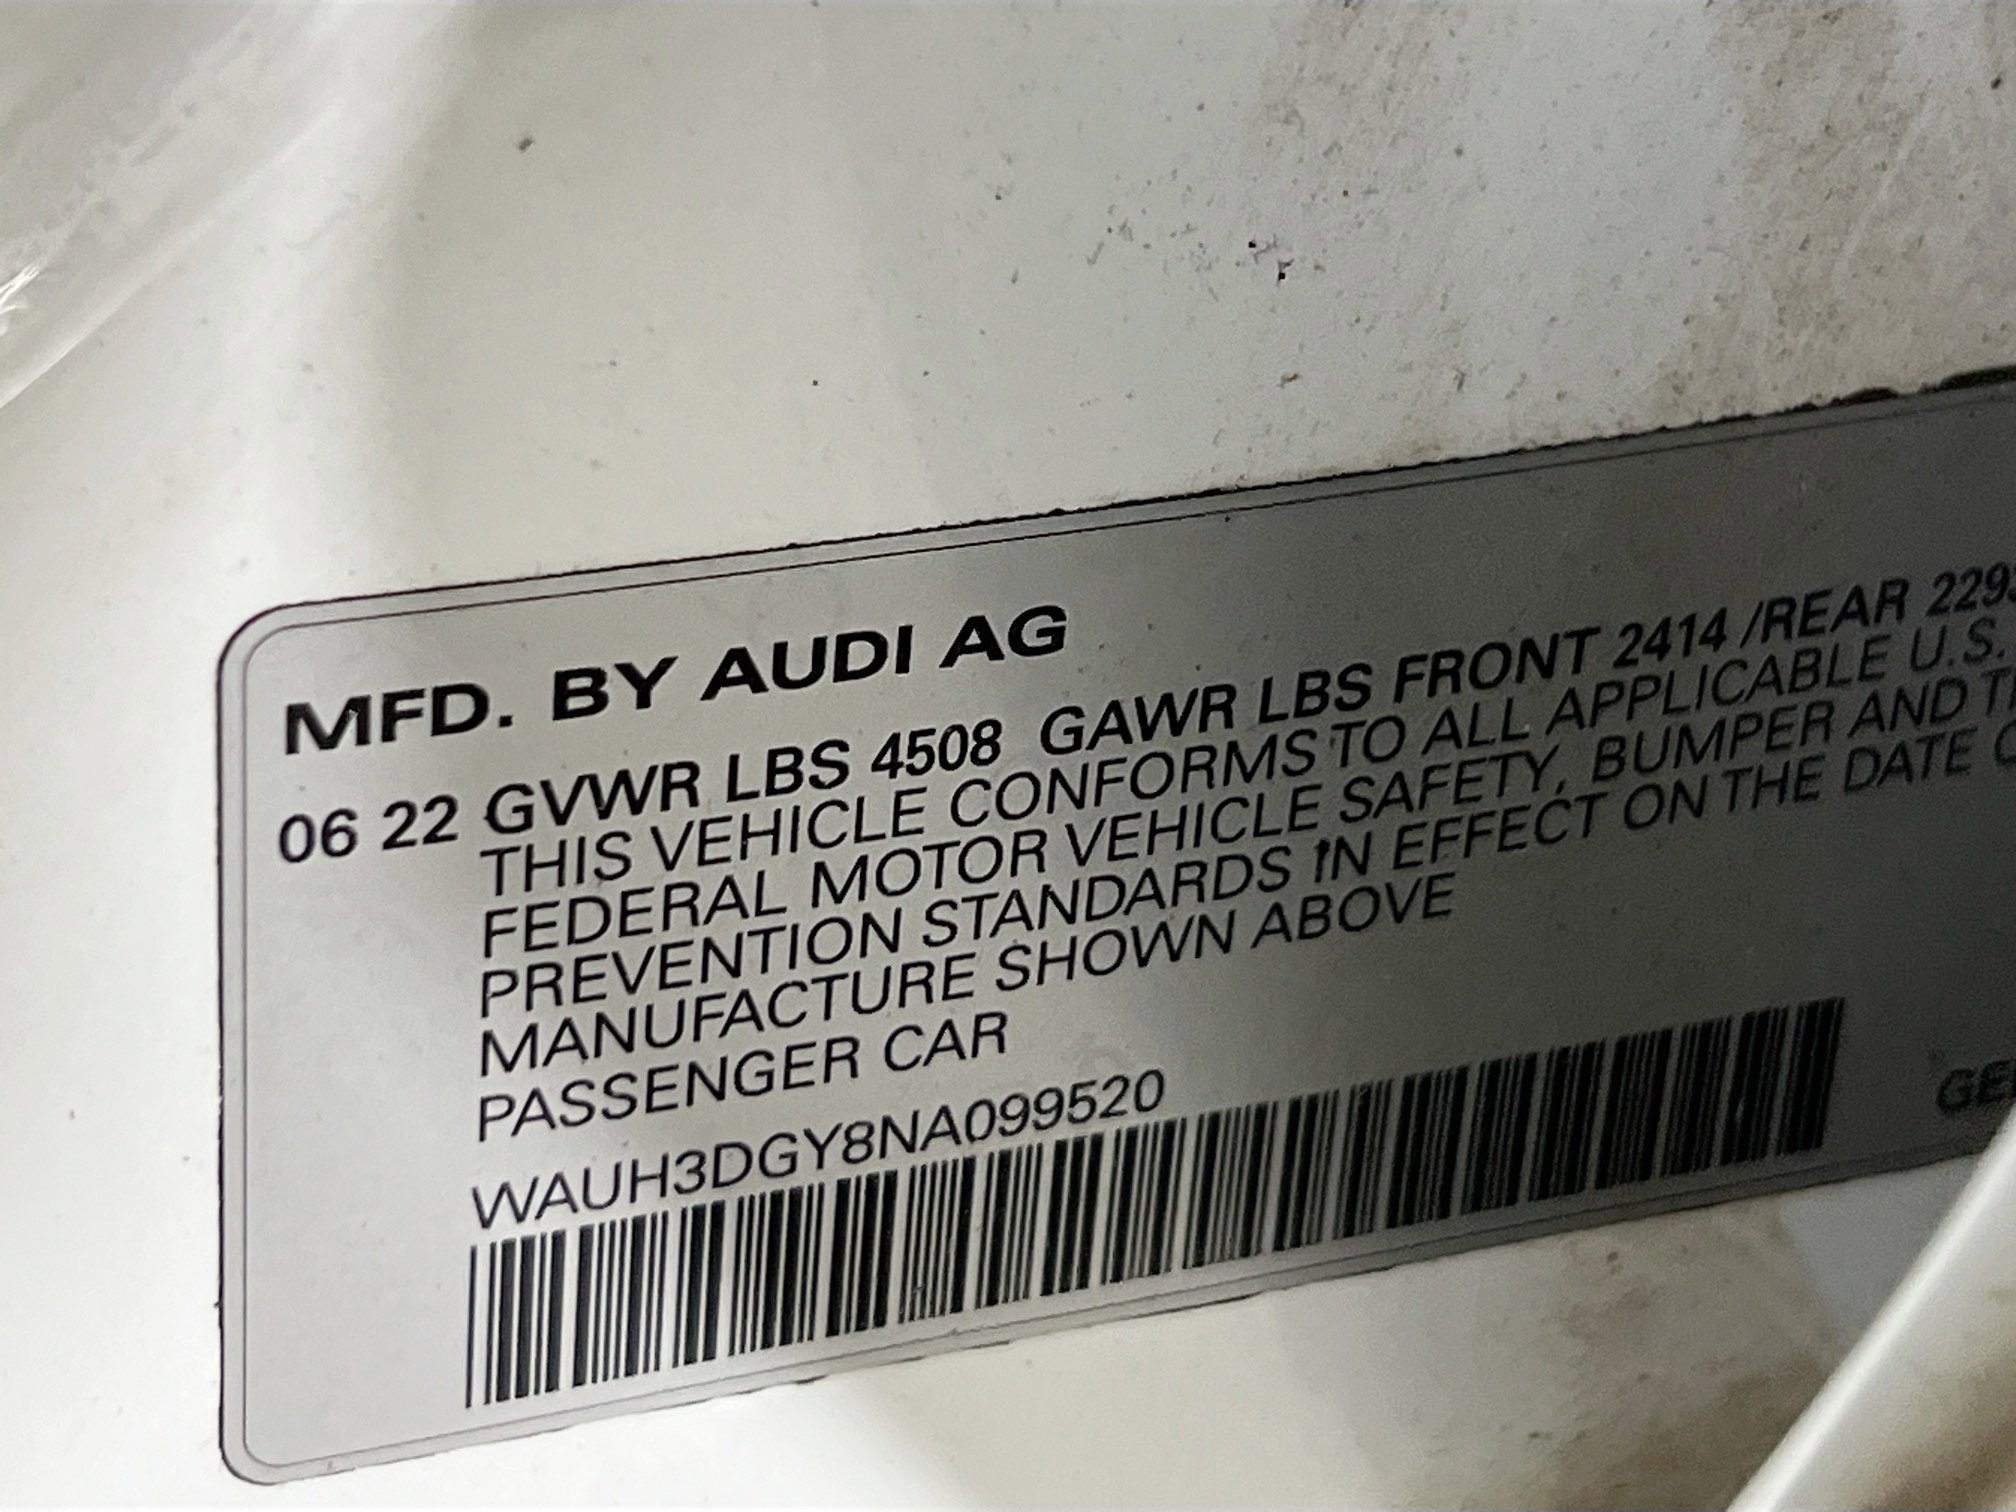 MFD. BY AUDI AG
06 22 GVWR LBS 4508 GAWR LBS FRONT 2414 /REAR
THIS VEHICLE CONFORMS TO ALL APPLICABLE U.S.
FEDERAL MOTOR VEHICLE SAFETY, BUMPER AND
PREVENTION STANDARDS IN EFFECT ON THE DATE
MANUFACTURE SHOWN ABOVE
PASSENGER CAR
WAUH3DGY8NA099520